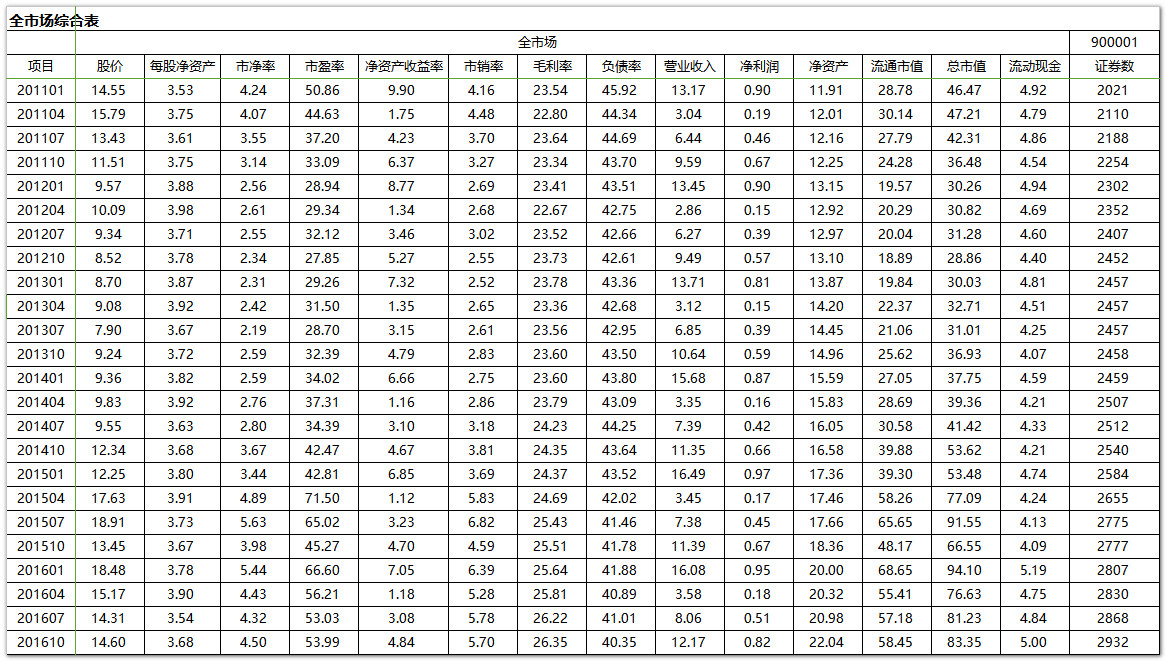 全市场综合表
全市场 900001
项目 股价 每股净资产 市净率 市盈率 净资产收益率 市销率 毛利率 负债率 营业收入 净利润 净资产 流通市值 总市值 流动现金 证券数
201101 14.55 3.53 4.24 50.86 9.90 4.16 23.54 45.92 13.17 0.90 11.91 28.78 46.47 4.92 2021
201104 15.79 3.75 4.07 44.63 1.75 4.48 22.80 44.34 3.04 0.19 12.01 30.14 47.21 4.79 2110
201107 13.43 3.61 3.55 37.20 4.23 3.70 23.64 44.69 6.44 0.46 12.16 27.79 42.31 4.86 2188
201110 11.51 3.75 3.14 33.09 6.37 3.27 23.34 43.70 9.59 0.67 12.25 24.28 36.48 4.54 2254
201201 9.57 3.88 2.56 28.94 8.77 2.69 23.41 43.51 13.45 0.90 13.15 19.57 30.26 4.94 2302
201204 10.09 3.98 2.61 29.34 1.34 2.68 22.67 42.75 2.86 0.15 12.92 20.29 30.82 4.69 2352
201207 9.34 3.71 2.55 32.12 3.46 3.02 23.52 42.66 6.27 0.39 12.97 20.04 31.28 4.60 2407
201210 8.52 3.78 2.34 27.85 5.27 2.55 23.73 42.61 9.49 0.57 13.10 18.89 28.86 4.40 2452
201301 8.70 3.87 2.31 29.26 7.32 2.52 23.78 43.36 13.71 0.81 13.87 19.84 30.03 4.81 2457
201304 9.08 3.92 2.42 31.50 1.35 2.65 23.36 42.68 3.12 0.15 14.20 22.37 32.71 4.51 2457
201307 7.90 3.67 2.19 28.70 3.15 2.61 23.56 42.95 6.85 0.39 14.45 21.06 31.01 4.25 2457
201310 9.24 3.72 2.59 32.39 4.79 2.83 23.60 43.50 10.64 0.59 14.96 25.62 36.93 4.07 2458
201401 9.36 3.82 2.59 34.02 6.66 2.75 23.60 43.80 15.68 0.87 15.59 27.05 37.75 4.59 2459
201404 9.83 3.92 2.76 37.31 1.16 2.86 23.79 43.09 3.35 0.16 15.83 28.69 39.36 4.21 2507
201407 9.55 3.63 2.80 34.39 3.10 3.18 24.23 44.25 7.39 0.42 16.05 30.58 41.42 4.33 2512
201410 12.34 3.68 3.67 42.47 4.67 3.81 24.35 43.64 11.35 0.66 16.58 39.88 53.62 4.21 2540
201501 12.25 3.80 3.44 42.81 6.85 3.69 24.37 43.52 16.49 0.97 17.36 39.30 53.48 4.74 2584
201504 17.63 3.91 4.89 71.50 1.12 5.83 24.69 42.02 3.45 0.17 17.46 58.26 77.09 4.24 2655
201507 18.91 3.73 5.63 65.02 3.23 6.82 25.43 41.46 7.38 0.45 17.66 65.65 91.55 4.13 2775
201510 13.45 3.67 3.98 45.27 4.70 4.59 25.51 41.78 11.39 0.67 18.36 48.17 66.55 4.09 2777
201601 18.48 3.78 5.44 66.60 7.05 6.39 25.64 41.88 16.08 0.95 20.00 68.65 94.10 5.19 2807
201604 15.17 3.90 4.43 56.21 1.18 5.28 25.81 40.89 3.58 0.18 20.32 55.41 76.63 4.75 2830
201607 14.31 3.54 4.32 53.03 3.08 5.78 26.22 41.01 8.06 0.51 20.98 57.18 81.23 4.84 2868
201610 14.60 3.68 4.50 53.99 4.84 5.70 26.35 40.35 12.17 0.82 22.04 58.45 83.35 5.00 2932